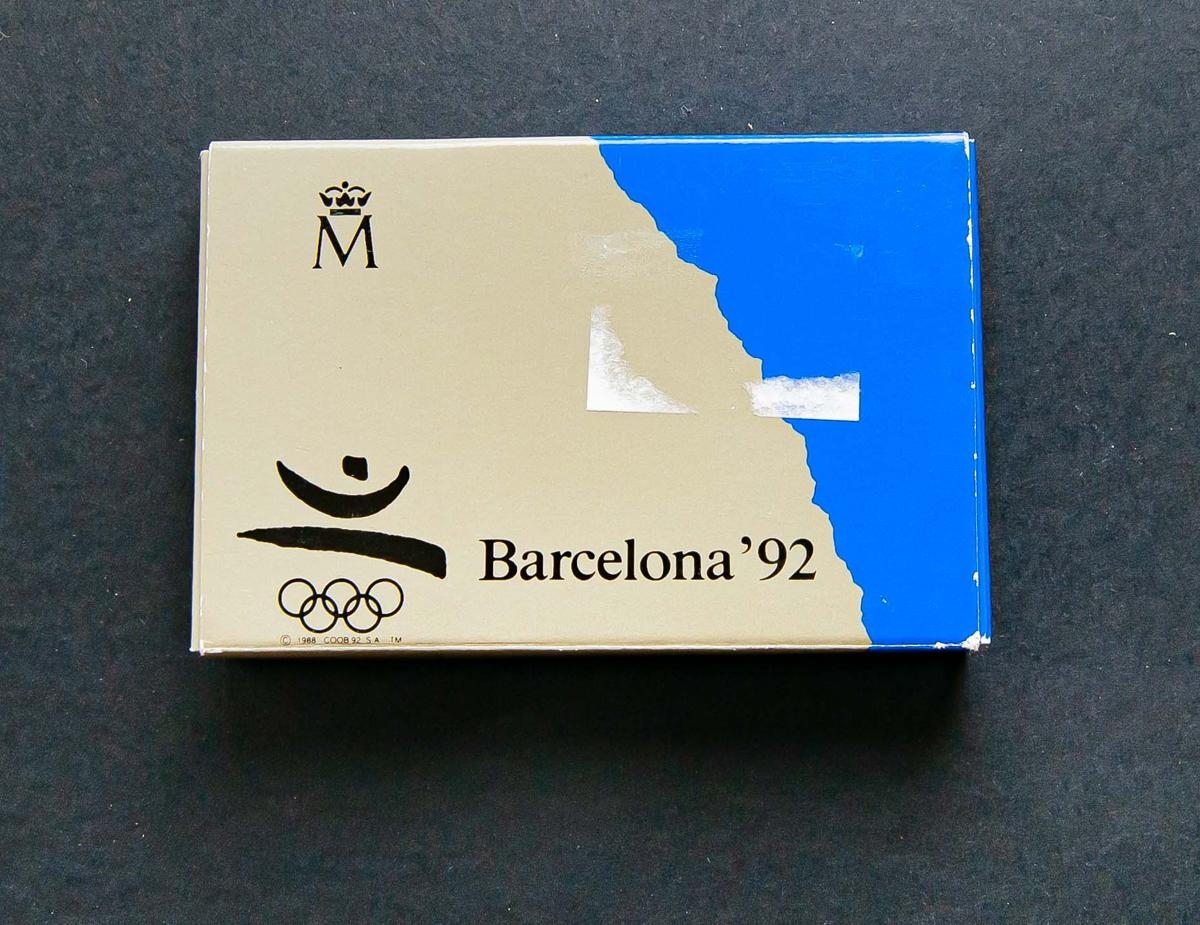 M
Barcelona '92
© 1988 COOB 92 S.A. TM